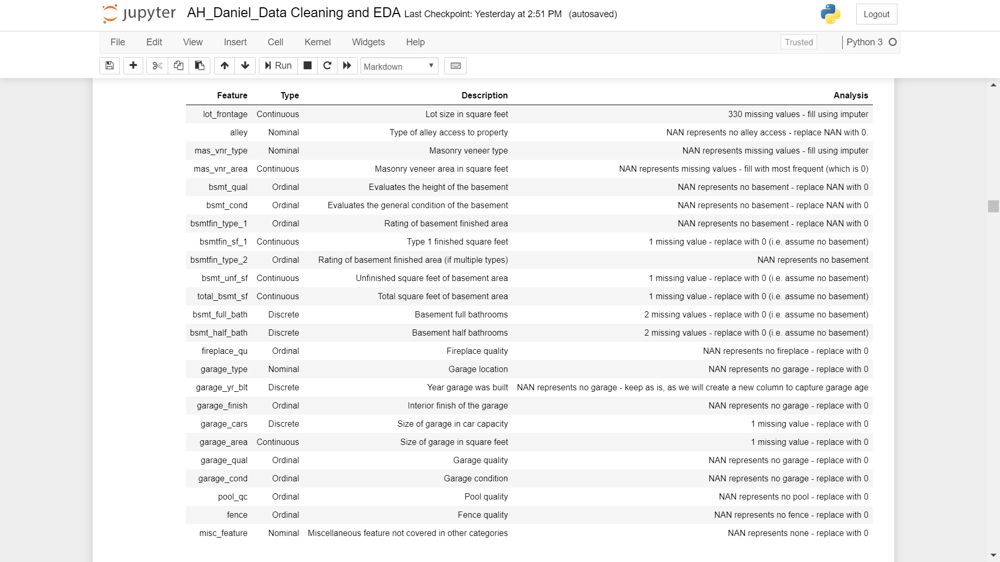 jupyter AH_Daniel_Data Cleaning and EDA Last Checkpoint: Yesterday at 2:51 PM (autosaved) Logout
File Edit View Insert Cell Kernel Widgets Help Trusted Python 3
Run Markdown
Feature Type Description Analysis
lot_frontage Continuous Lot size in square feet 330 missing values - fill using imputer
alley Nominal Type of alley access to property NAN represents no alley access - replace NAN with 0.
mas_vnr_type Nominal Masonry veneer type NAN represents missing values - fill using imputer
mas_vnr_area Continuous Masonry veneer area in square feet NAN represents missing values - fill with most frequent (which is 0)
bsmt_qual Ordinal Evaluates the height of the basement NAN represents no basement - replace NAN with 0
bsmt_cond Ordinal Evaluates the general condition of the basement NAN represents no basement - replace NAN with 0
bsmtfin_type_1 Ordinal Rating of basement finished area NAN represents no basement - replace NAN with 0
bsmtfin_sf_1 Continuous Type 1 finished square feet 1 missing value - replace with 0 (i.e. assume no basement)
bsmtfin_type_2 Ordinal Rating of basement finished area (if multiple types) NAN represents no basement
bsmt_unf_sf Continuous Unfinished square feet of basement area 1 missing value - replace with 0 (i.e. assume no basement)
total_bsmt_sf Continuous Total square feet of basement area 1 missing value - replace with 0 (i.e. assume no basement)
bsmt_full_bath Discrete Basement full bathrooms 2 missing values - replace with 0 (i.e. assume no basement)
bsmt_half_bath Discrete Basement half bathrooms 2 missing values - replace with 0 (i.e. assume no basement)
fireplace_qu Ordinal Fireplace quality NAN represents no fireplace - replace with 0
garage_type Nominal Garage location NAN represents no garage - replace with 0
garage_yr_blt Discrete Year garage was built NAN represents no garage - keep as is, as we will create a new column to capture garage age
garage_finish Ordinal Interior finish of the garage NAN represents no garage - replace with 0
garage_cars Discrete Size of garage in car capacity 1 missing value - replace with 0
garage_area Continuous Size of garage in square feet 1 missing value - replace with 0
garage_qual Ordinal Garage quality NAN represents no garage - replace with 0
garage_cond Ordinal Garage condition NAN represents no garage - replace with 0
pool_qc Ordinal Pool quality NAN represents no pool - replace with 0
fence Ordinal Fence quality NAN represents no fence - replace with 0
misc_feature Nominal Miscellaneous feature not covered in other categories NAN represents none - replace with 0